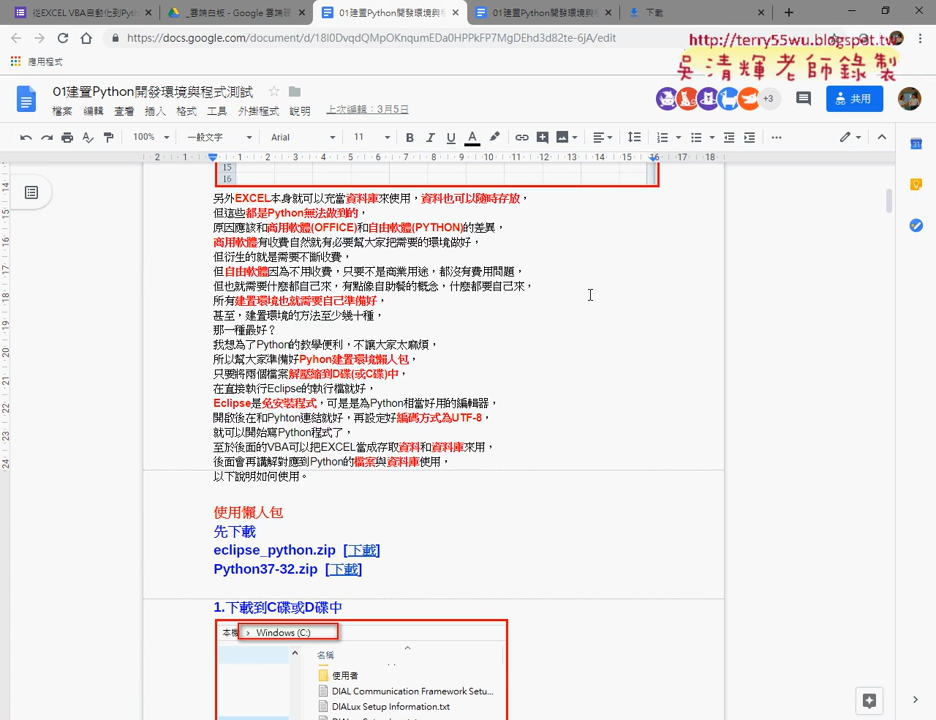 從EXCEL VBA自動化到Pyth
_雲端白板 - Google 雲端硬
01建置Python開發環境與程
01建置Python開發環境與程
下載
https://docs.google.com/document/d/18I0DvqdQMpOKnqumEDa0HPPkFP7MgDEhd3d82te-6jA/edit
http://terry55wu.blogspot.tw
應用程式
吳清輝老師錄製
01建置Python開發環境與程式測試
檔案 編輯 查看 插入 格式 工具 外掛程式 說明 上次編輯：3月5日
+3
共用
100% 一般文字 Arial 11
2 1 1 2 3 4 5 6 7 8 9 10 11 12 13 14 15 16 17 18
15
16
另外EXCEL本身就可以充當資料庫來使用，資料也可以隨時存放，
但這些都是Python無法做到的，
原因應該和商用軟體(OFFICE)和自由軟體(PYTHON)的差異，
商用軟體有收費自然就有必要幫大家把需要的環境做好，
但衍生的就是需要不斷收費，
但自由軟體因為不用收費，只要不是商業用途，都沒有費用問題，
但也就需要什麼都自己來，有點像自助餐的概念，什麼都要自己來，
所有建置環境也就需要自己準備好，
甚至，建置環境的方法至少幾十種，
那一種最好？
我想為了Python的教學便利，不讓大家太麻煩，
所以幫大家準備好Pyhon建置環境懶人包，
只要將兩個檔案解壓縮到D碟(或C碟)中，
在直接執行Eclipse的執行檔就好，
Eclipse是免安裝程式，可是是為Python相當好用的編輯器，
開啟後在和Pyhton連結就好，再設定好編碼方式為UTF-8，
就可以開始寫Python程式了，
至於後面的VBA可以把EXCEL當成存取資料和資料庫來用，
後面會再講解對應到Python的檔案與資料庫使用，
以下說明如何使用。
使用懶人包
先下載
eclipse_python.zip [下載]
Python37-32.zip [下載]
1.下載到C碟或D碟中
本機 › Windows (C:)
名稱
使用者
DIAL Communication Framework Setu...
DIALux Setup Information.txt